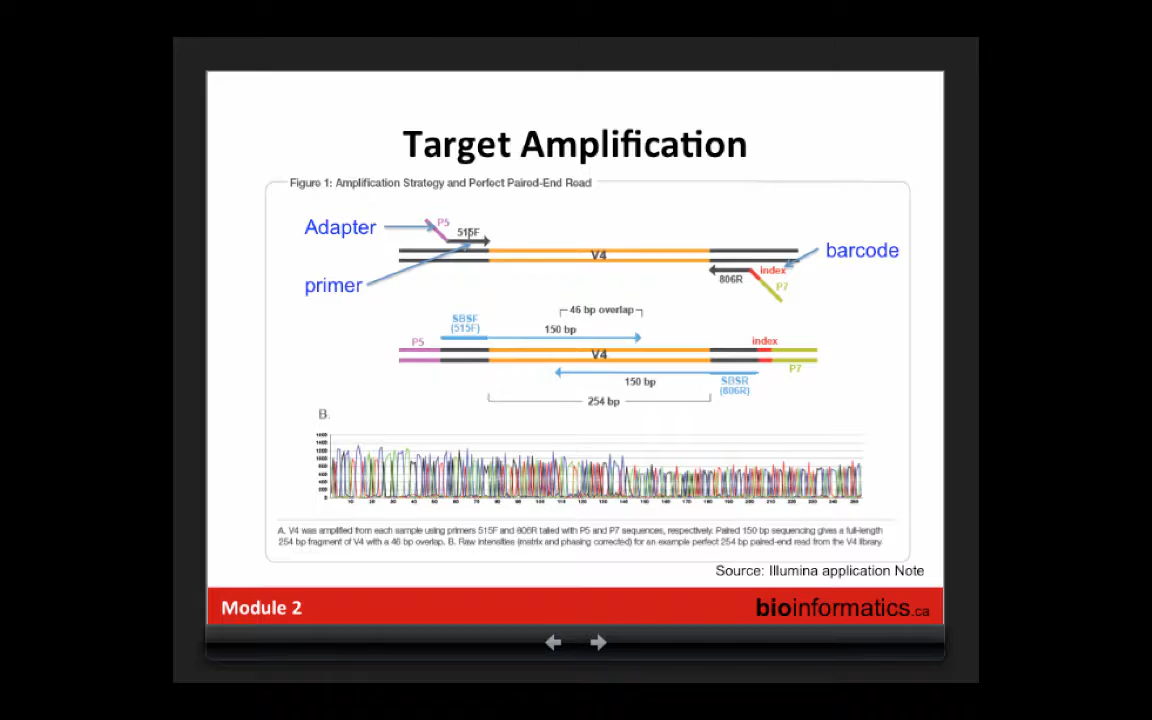 Target Amplification
Figure 1: Amplification Strategy and Perfect Paired-End Read
Adapter
P5
515F
V4
barcode
primer
806R
index
P7
46 bp overlap
SBSF
(515F)
150 bp
P5
V4
index
P7
150 bp
SBSR
(806R)
254 bp
B.
A. V4 was amplified from each sample using primers 515F and 806R tailed with P5 and P7 sequences, respectively. Paired 150 bp sequencing gives a full-length
254 bp fragment of V4 with a 46 bp overlap. B. Raw intensities (matrix and phasing corrected) for an example perfect 254 bp paired-end read from the V4 library.
Source: Illumina application Note
Module 2
bioinformatics.ca